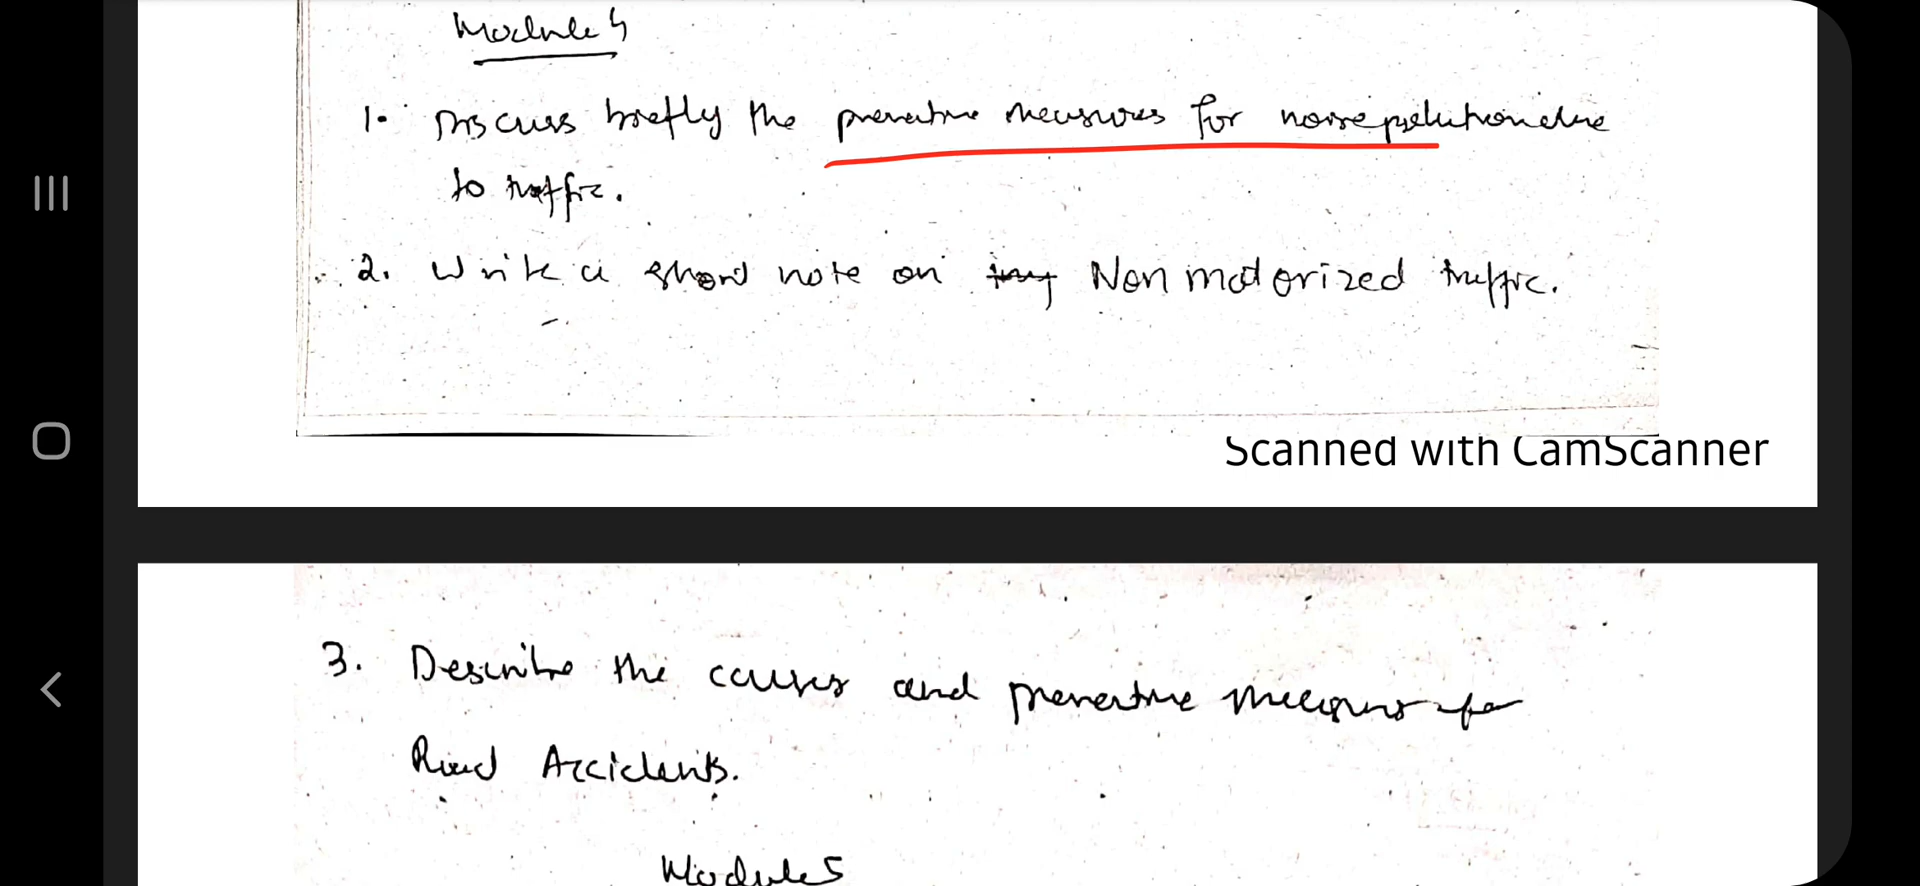 Module 4
1. Discuss briefly the preventive measures for noise polution due
to traffic.
2. Write a short note on Non motorized traffic.
Scanned with CamScanner
3. Describe the causes and preventive measures for
Road Accidents.
Module 5